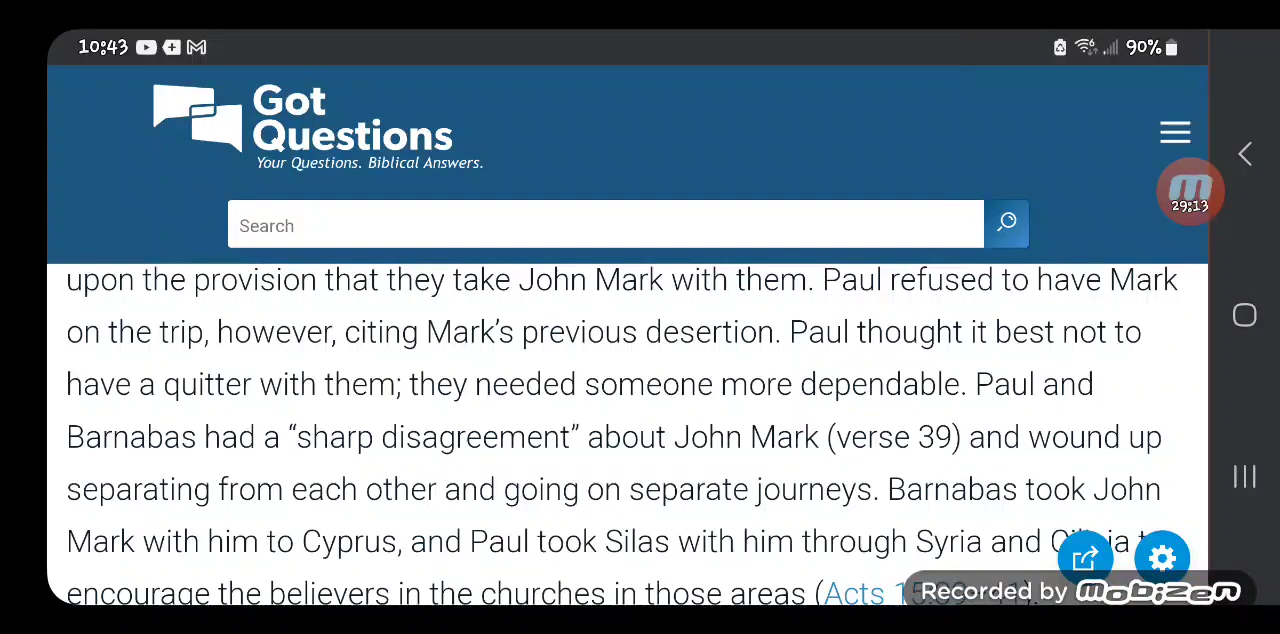 10:43
90%
Got
Questions
Your Questions. Biblical Answers.
29:13
Search
upon the provision that they take John Mark with them. Paul refused to have Mark
on the trip, however, citing Mark's previous desertion. Paul thought it best not to
have a quitter with them; they needed someone more dependable. Paul and
Barnabas had a “sharp disagreement” about John Mark (verse 39) and wound up
separating from each other and going on separate journeys. Barnabas took John
Mark with him to Cyprus, and Paul took Silas with him through Syria and
encourage the believers in the churches in those areas (Acts
Recorded by mobizen